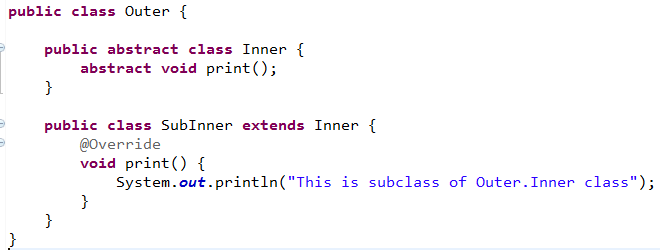 public class Outer {
public abstract class Inner {
abstract void print();
}
public class SubInner extends Inner {
@Override
void print() {
System.out.println("This is subclass of Outer.Inner class");
}
}
}